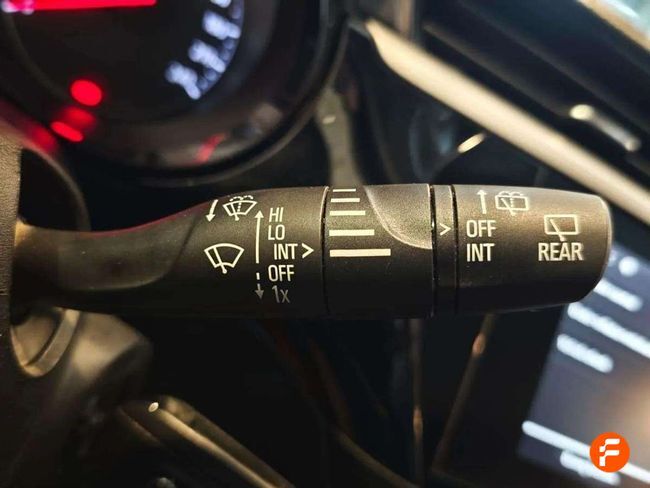 HI
LO
INT >
OFF
1x
> OFF
INT
REAR